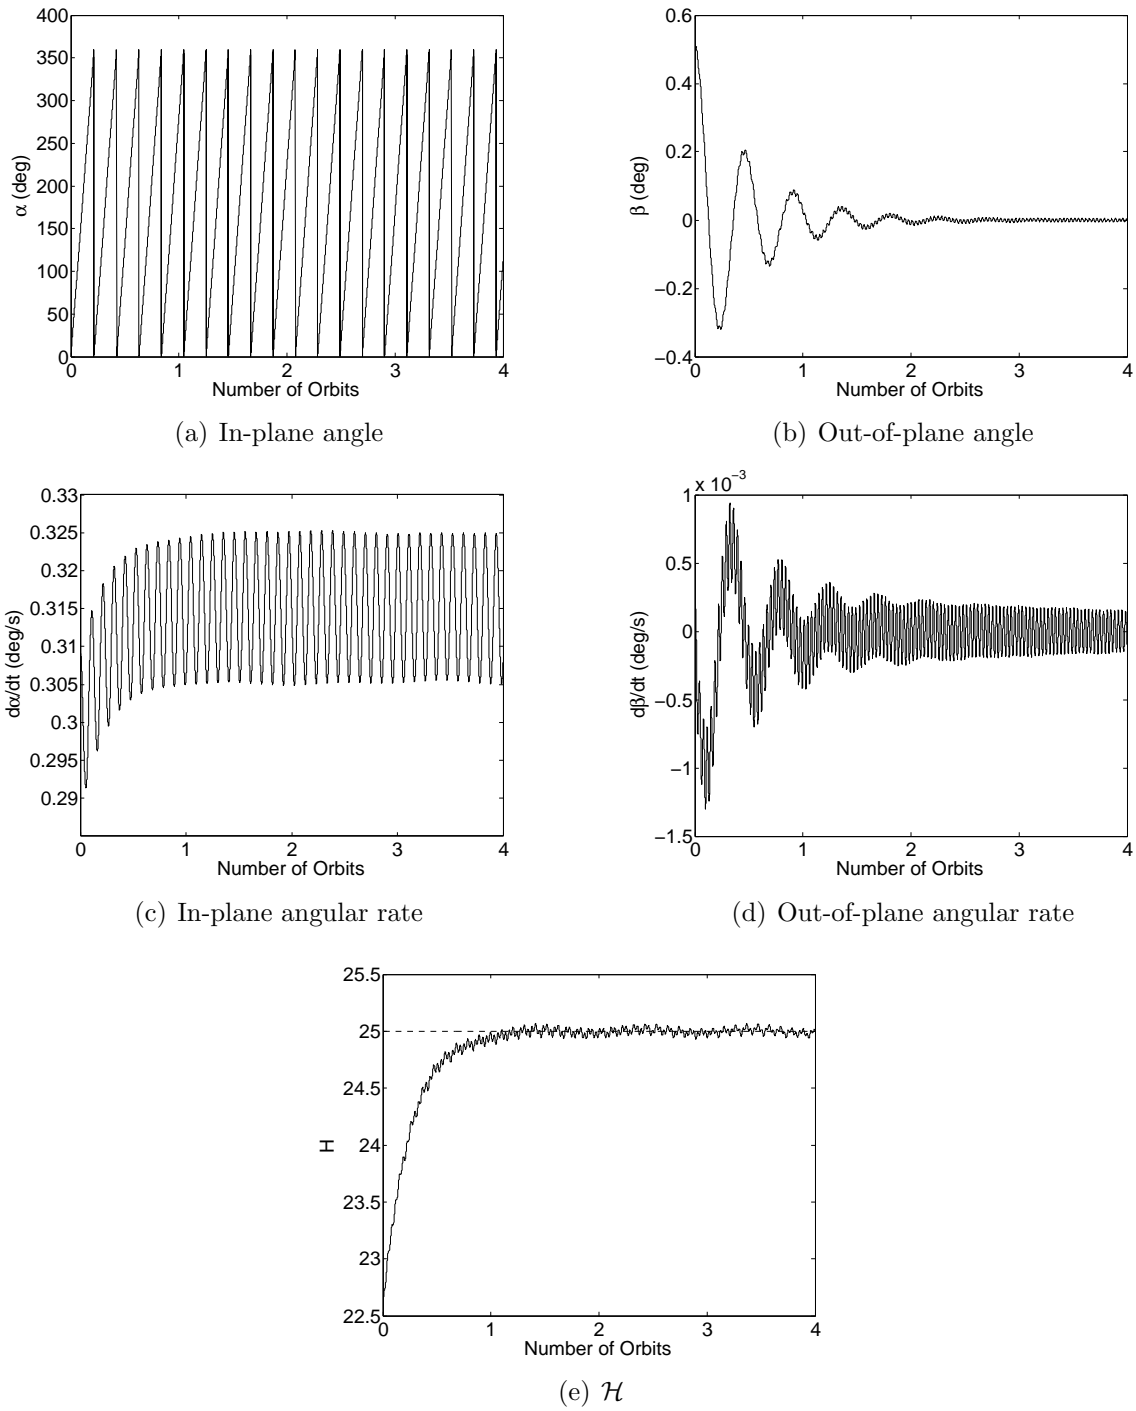 400
350
300
250
200
150
100
50
0
α (deg)
0 1 2 3 4
Number of Orbits
(a) In-plane angle
0.6
0.4
0.2
0
−0.2
−0.4
β (deg)
0 1 2 3 4
Number of Orbits
(b) Out-of-plane angle
0.33
0.325
0.32
0.315
0.31
0.305
0.3
0.295
0.29
dα/dt (deg/s)
0 1 2 3 4
Number of Orbits
(c) In-plane angular rate
x 10−3
1
0.5
0
−0.5
−1
−1.5
dβ/dt (deg/s)
0 1 2 3 4
Number of Orbits
(d) Out-of-plane angular rate
25.5
25
24.5
24
23.5
23
22.5
H
0 1 2 3 4
Number of Orbits
(e) ℋ